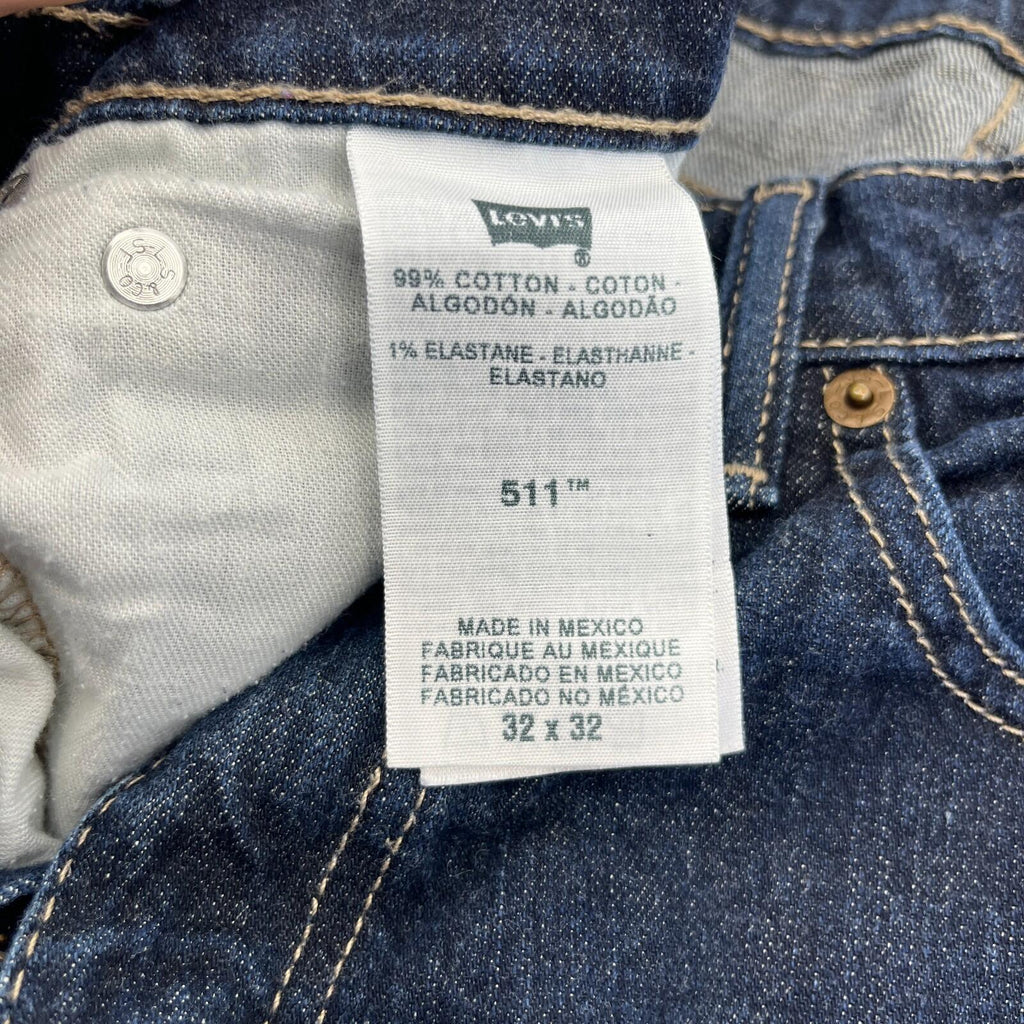 LEVI'S
®
99% COTTON - COTON -
ALGODÓN - ALGODÃO
1% ELASTANE - ELASTHANNE -
ELASTANO
511™
MADE IN MEXICO
FABRIQUE AU MEXIQUE
FABRICADO EN MEXICO
FABRICADO NO MÉXICO
32 x 32